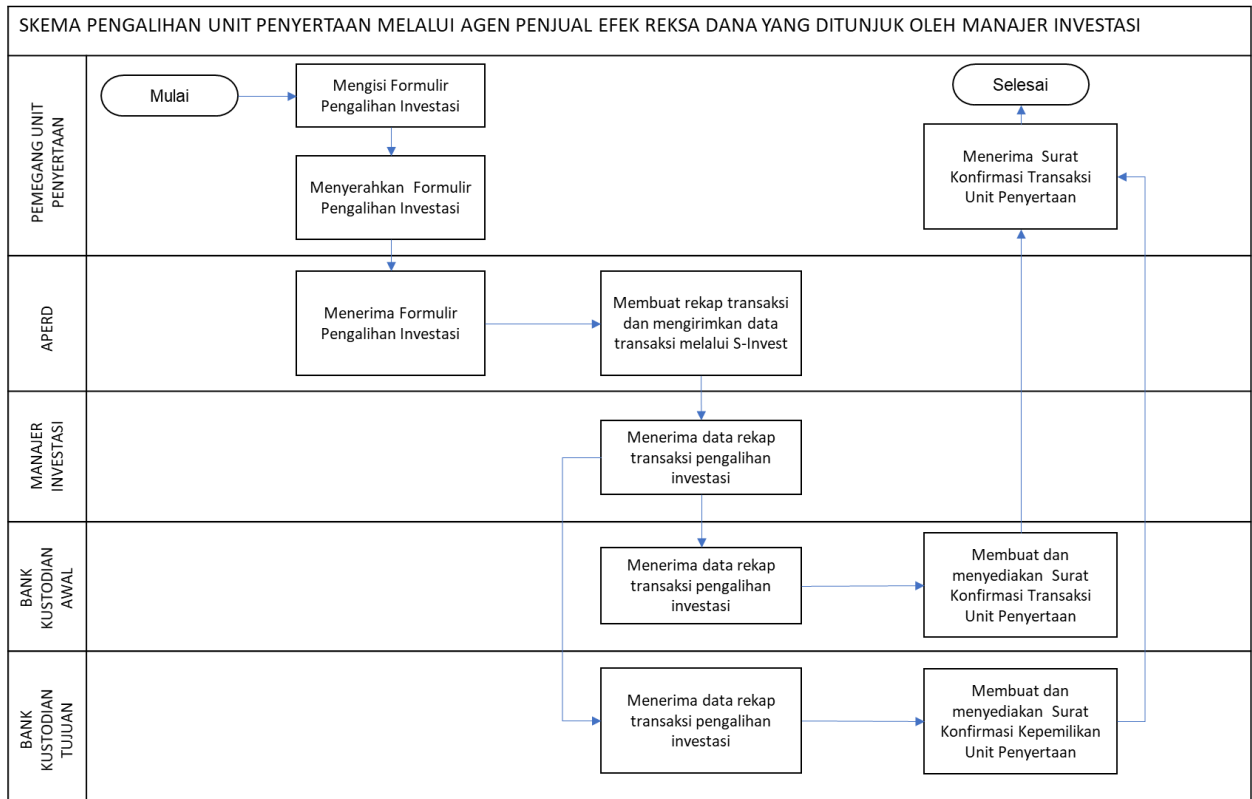 SKEMA PENGALIHAN UNIT PENYERTAAN MELALUI AGEN PENJUAL EFEK REKSA DANA YANG DITUNJUK OLEH MANAJER INVESTASI
PEMEGANG UNIT
PENYERTAAN
Mulai
Mengisi Formulir
Pengalihan Investasi
Menyerahkan Formulir
Pengalihan Investasi
Selesai
Menerima Surat
Konfirmasi Transaksi
Unit Penyertaan
APERD
Menerima Formulir
Pengalihan Investasi
Membuat rekap transaksi
dan mengirimkan data
transaksi melalui S-Invest
MANAJER
INVESTASI
Menerima data rekap
transaksi pengalihan
investasi
BANK
KUSTODIAN
AWAL
Menerima data rekap
transaksi pengalihan
investasi
Membuat dan
menyediakan Surat
Konfirmasi Transaksi
Unit Penyertaan
BANK
KUSTODIAN
TUJUAN
Menerima data rekap
transaksi pengalihan
investasi
Membuat dan
menyediakan Surat
Konfirmasi Kepemilikan
Unit Penyertaan